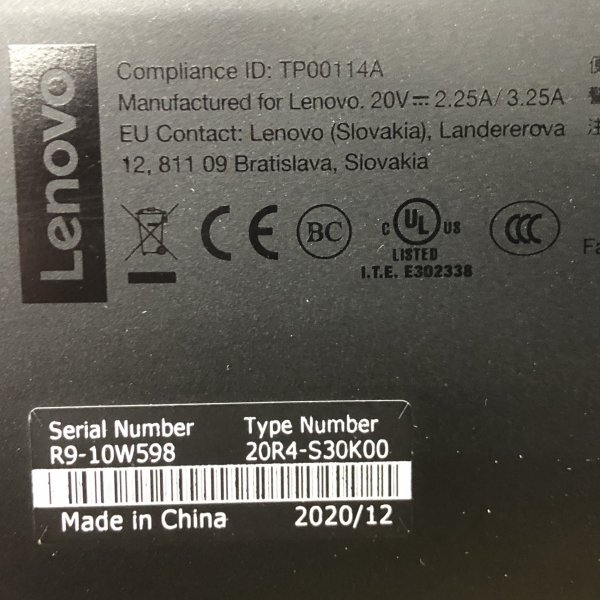 Lenovo
Compliance ID: TP00114A
Manufactured for Lenovo. 20V⎓2.25A/3.25A
EU Contact: Lenovo (Slovakia), Landererova
12, 811 09 Bratislava, Slovakia
CE
BC
c UL US
LISTED
I.T.E. E302338
CCC
Fa
Serial Number Type Number
R9-10W598 20R4-S30K00
Made in China 2020/12